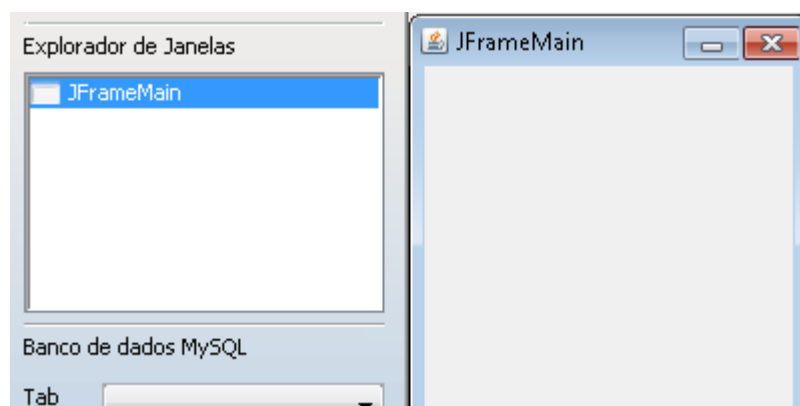 Explorador de Janelas
JFrameMain
Banco de dados MySQL
Tab
JFrameMain